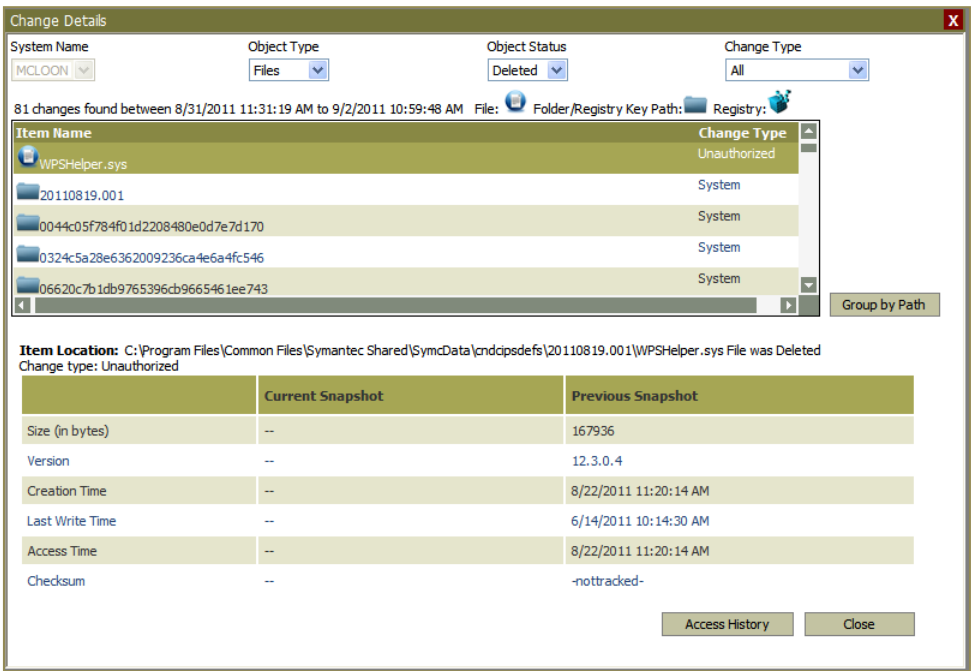 Change Details X
System Name Object Type Object Status Change Type
MCLOON Files Deleted All
81 changes found between 8/31/2011 11:31:19 AM to 9/2/2011 10:59:48 AM File: Folder/Registry Key Path: Registry:
Item Name Change Type
WPSHelper.sys Unauthorized
20110819.001 System
0044c05f784f01d2208480e0d7e7d170 System
0324c5a28e6362009236ca4e6a4fc546 System
06620c7b1db9765396cb9665461ee743 System
Group by Path
Item Location: C:\Program Files\Common Files\Symantec Shared\SymcData\cndcipsdefs\20110819.001\WPSHelper.sys File was Deleted
Change type: Unauthorized
Current Snapshot Previous Snapshot
Size (in bytes) -- 167936
Version -- 12.3.0.4
Creation Time -- 8/22/2011 11:20:14 AM
Last Write Time -- 6/14/2011 10:14:30 AM
Access Time -- 8/22/2011 11:20:14 AM
Checksum -- -nottracked-
Access History Close